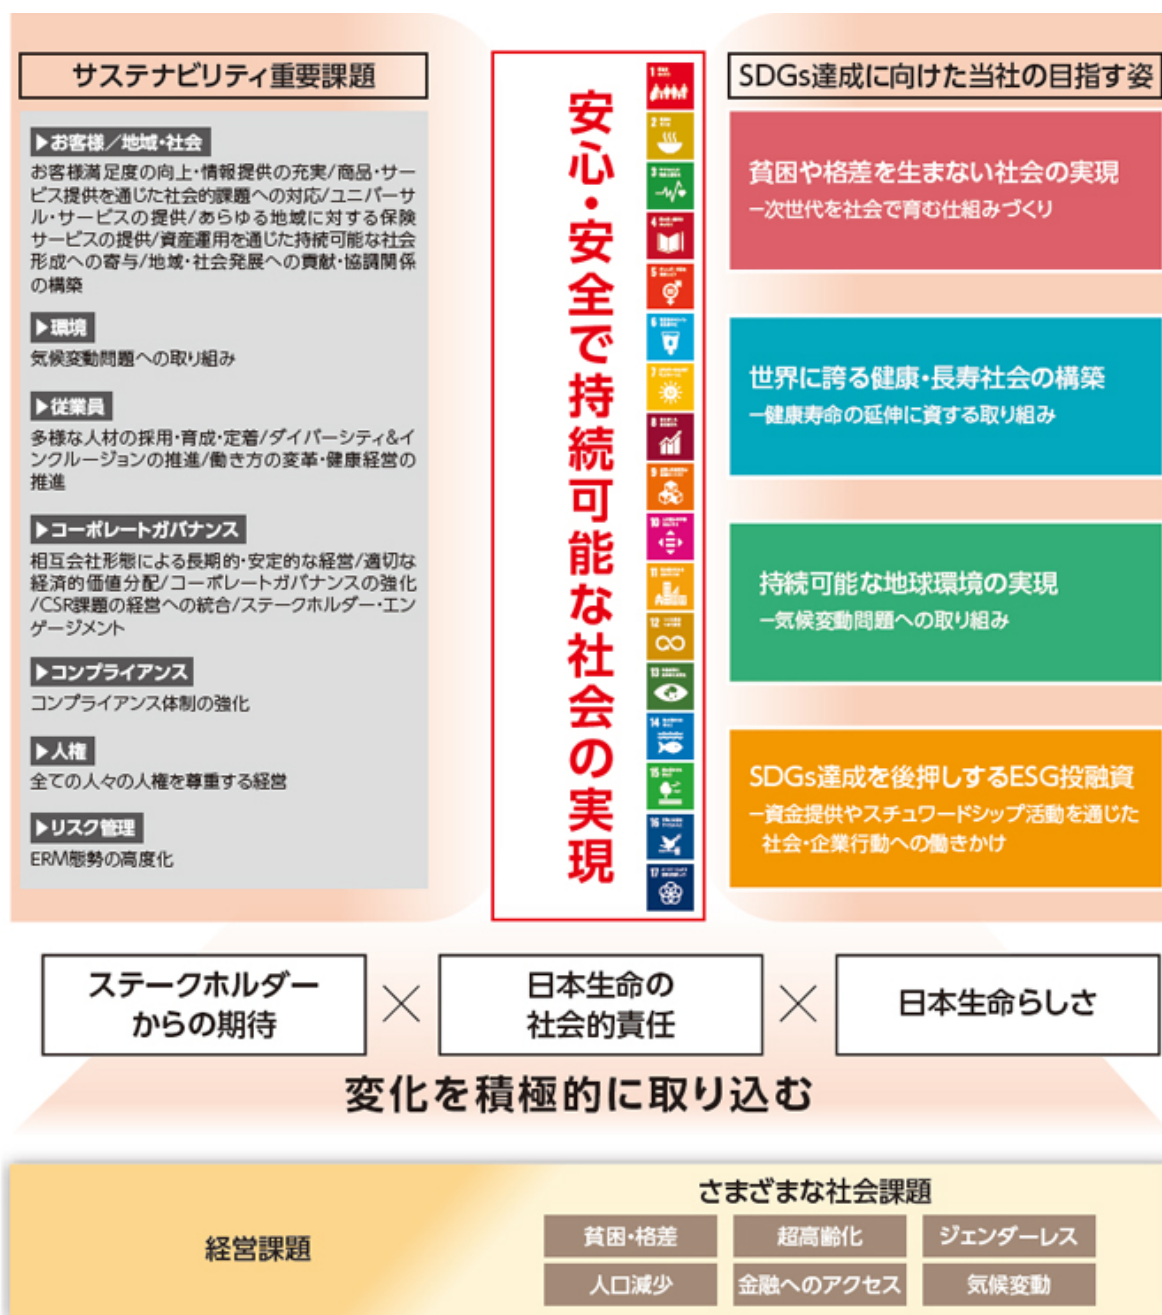 サステナビリティ重要課題
▶お客様／地域・社会
お客様満足度の向上・情報提供の充実/商品・サー
ビス提供を通じた社会的課題への対応/ユニバーサ
ル・サービスの提供/あらゆる地域に対する保険
サービスの提供/資産運用を通じた持続可能な社会
形成への寄与/地域・社会発展への貢献・協調関係
の構築
▶環境
気候変動問題への取り組み
▶従業員
多様な人材の採用・育成・定着/ダイバーシティ&イ
ンクルージョンの推進/働き方の変革・健康経営の
推進
▶コーポレートガバナンス
相互会社形態による長期的・安定的な経営/適切な
経済的価値分配/コーポレートガバナンスの強化
/CSR課題の経営への統合/ステークホルダー・エン
ゲージメント
▶コンプライアンス
コンプライアンス体制の強化
▶人権
全ての人々の人権を尊重する経営
▶リスク管理
ERM態勢の高度化
安心・安全で持続可能な社会の実現
1
2
3
4
5
6
7
8
9
10
11
12
13
14
15
16
17
SDGs達成に向けた当社の目指す姿
貧困や格差を生まない社会の実現
−次世代を社会で育む仕組みづくり
世界に誇る健康・長寿社会の構築
−健康寿命の延伸に資する取り組み
持続可能な地球環境の実現
−気候変動問題への取り組み
SDGs達成を後押しするESG投融資
−資金提供やスチュワードシップ活動を通じた
社会・企業行動への働きかけ
ステークホルダー
からの期待
×
日本生命の
社会的責任
×
日本生命らしさ
変化を積極的に取り込む
経営課題
さまざまな社会課題
貧困・格差
超高齢化
ジェンダーレス
人口減少
金融へのアクセス
気候変動